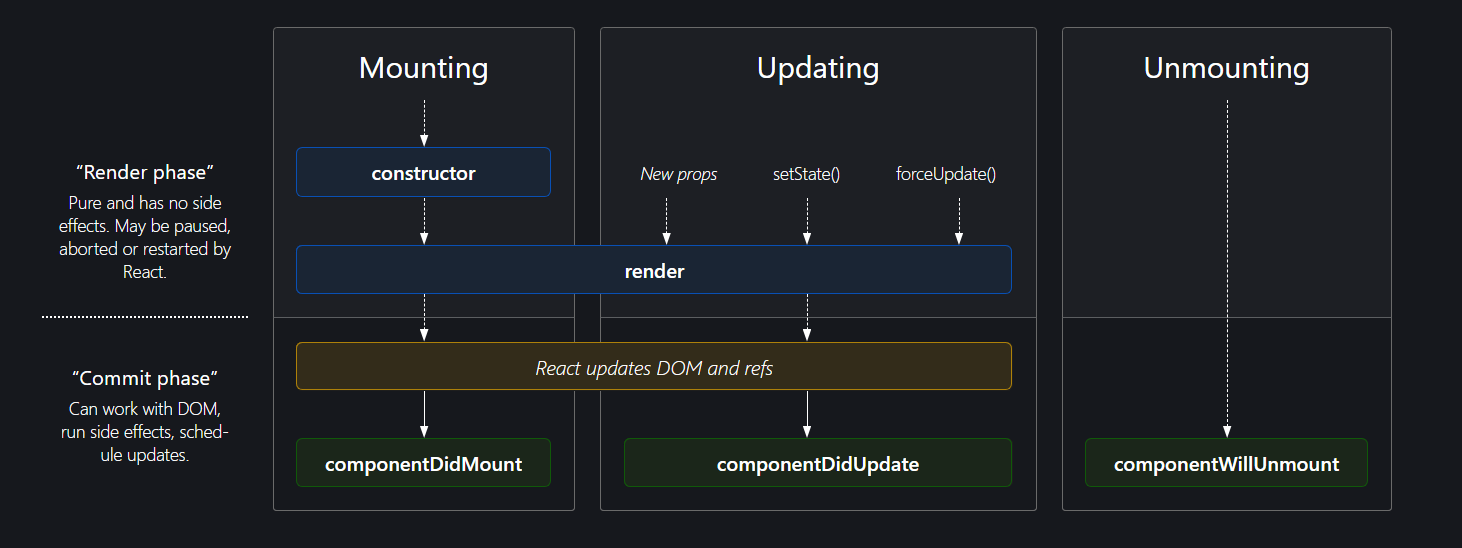 Mounting
Updating
Unmounting
“Render phase”
Pure and has no side
effects. May be paused,
aborted or restarted by
React.
constructor
New props
setState()
forceUpdate()
render
“Commit phase”
Can work with DOM,
run side effects, sched-
ule updates.
React updates DOM and refs
componentDidMount
componentDidUpdate
componentWillUnmount